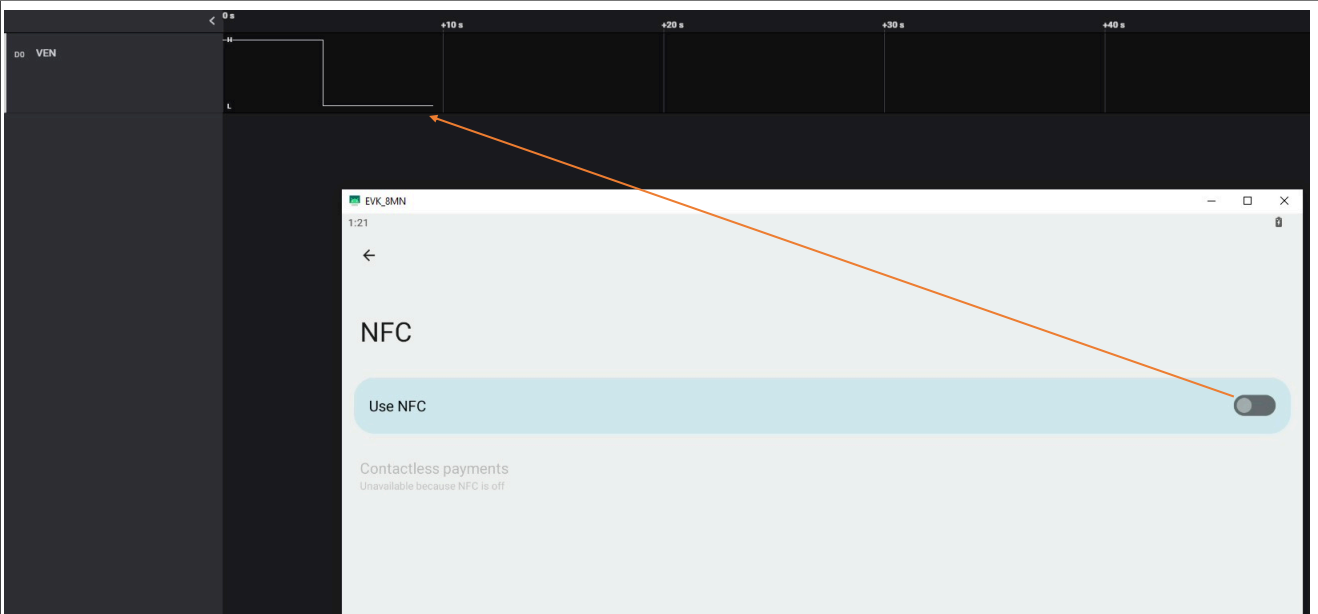 0 s
+10 s
+20 s
+30 s
+40 s
D0 VEN
H
L
EVK_8MN
1:21
NFC
Use NFC
Contactless payments
Unavailable because NFC is off